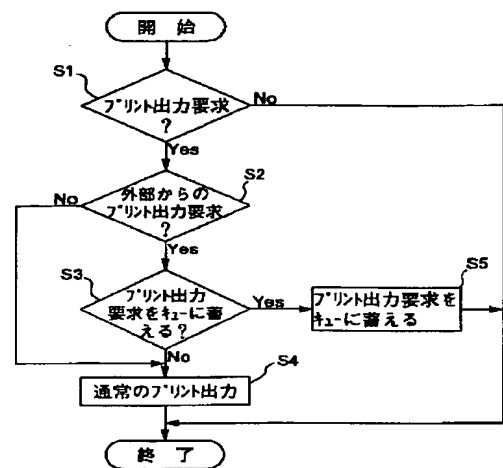 開 始
S1
プリント出力要求
?
No
Yes
S2
外部からの
プリント出力要求
?
No
Yes
S3
プリント出力
要求をキューに蓄
える?
Yes
No
S5
プリント出力要求を
キューに蓄える
S4
通常のプリント出力
終 了